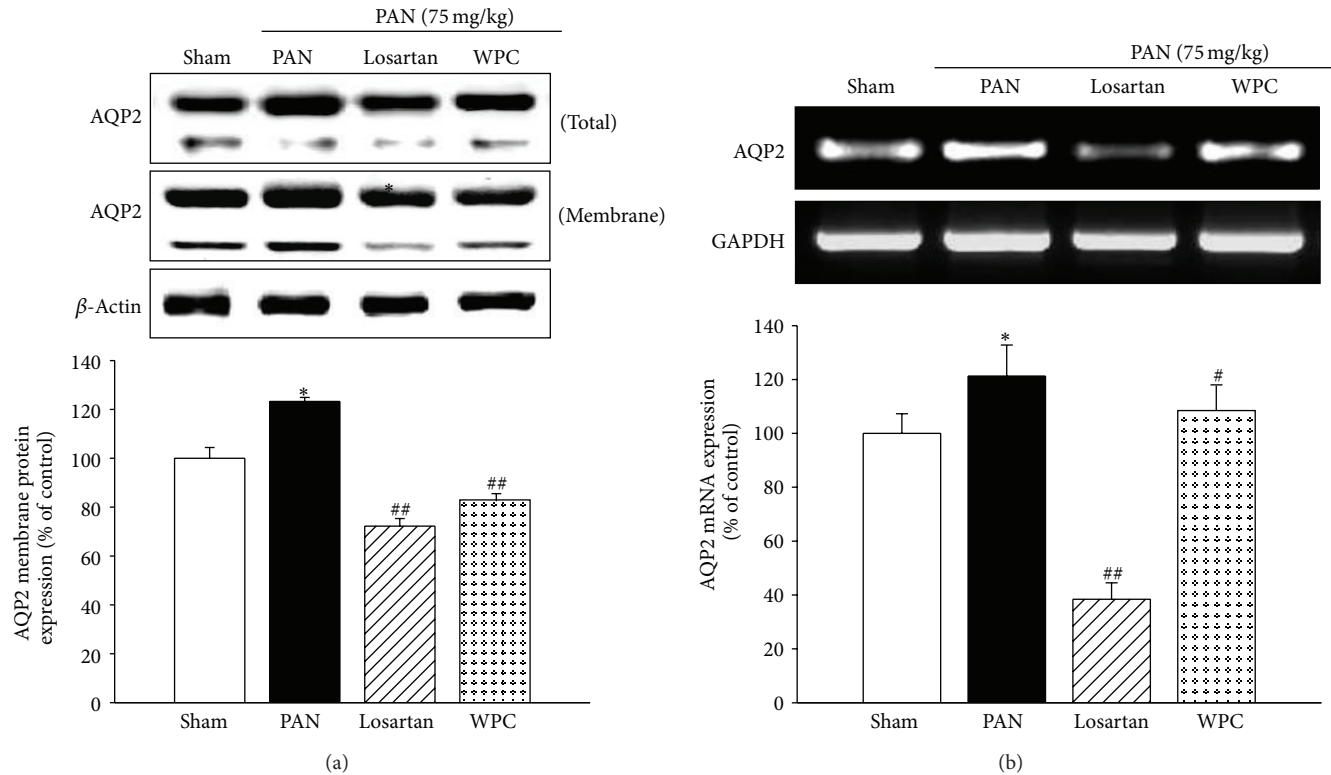 PAN (75 mg/kg)
Sham PAN Losartan WPC
AQP2 (Total)
*
AQP2 (Membrane)
β-Actin
140
120
100
80
60
40
20
0
AQP2 membrane protein
expression (% of control)
*
##
##
Sham PAN Losartan WPC
(a)
PAN (75 mg/kg)
Sham PAN Losartan WPC
AQP2
GAPDH
140
120
100
80
60
40
20
0
AQP2 mRNA expression
(% of control)
*
##
#
Sham PAN Losartan WPC
(b)